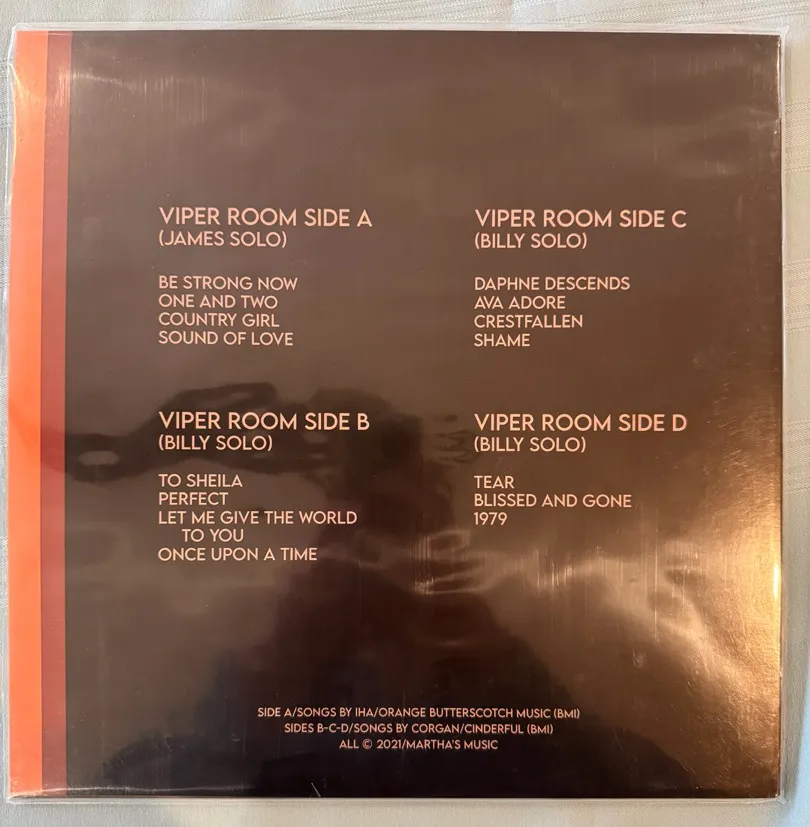 VIPER ROOM SIDE A
(JAMES SOLO)
BE STRONG NOW
ONE AND TWO
COUNTRY GIRL
SOUND OF LOVE
VIPER ROOM SIDE B
(BILLY SOLO)
TO SHEILA
PERFECT
LET ME GIVE THE WORLD
TO YOU
ONCE UPON A TIME
VIPER ROOM SIDE C
(BILLY SOLO)
DAPHNE DESCENDS
AVA ADORE
CRESTFALLEN
SHAME
VIPER ROOM SIDE D
(BILLY SOLO)
TEAR
BLISSED AND GONE
1979
SIDE A/SONGS BY IHA/ORANGE BUTTERSCOTCH MUSIC (BMI)
SIDES B-C-D/SONGS BY CORGAN/CINDERFUL (BMI)
ALL © 2021/MARTHA'S MUSIC